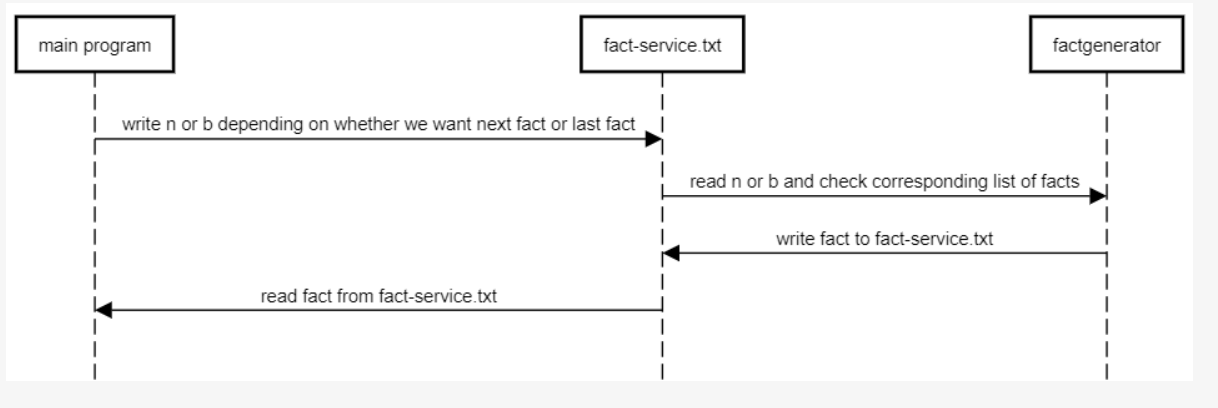 main program
fact-service.txt
factgenerator
write n or b depending on whether we want next fact or last fact
read n or b and check corresponding list of facts
write fact to fact-service.txt
read fact from fact-service.txt